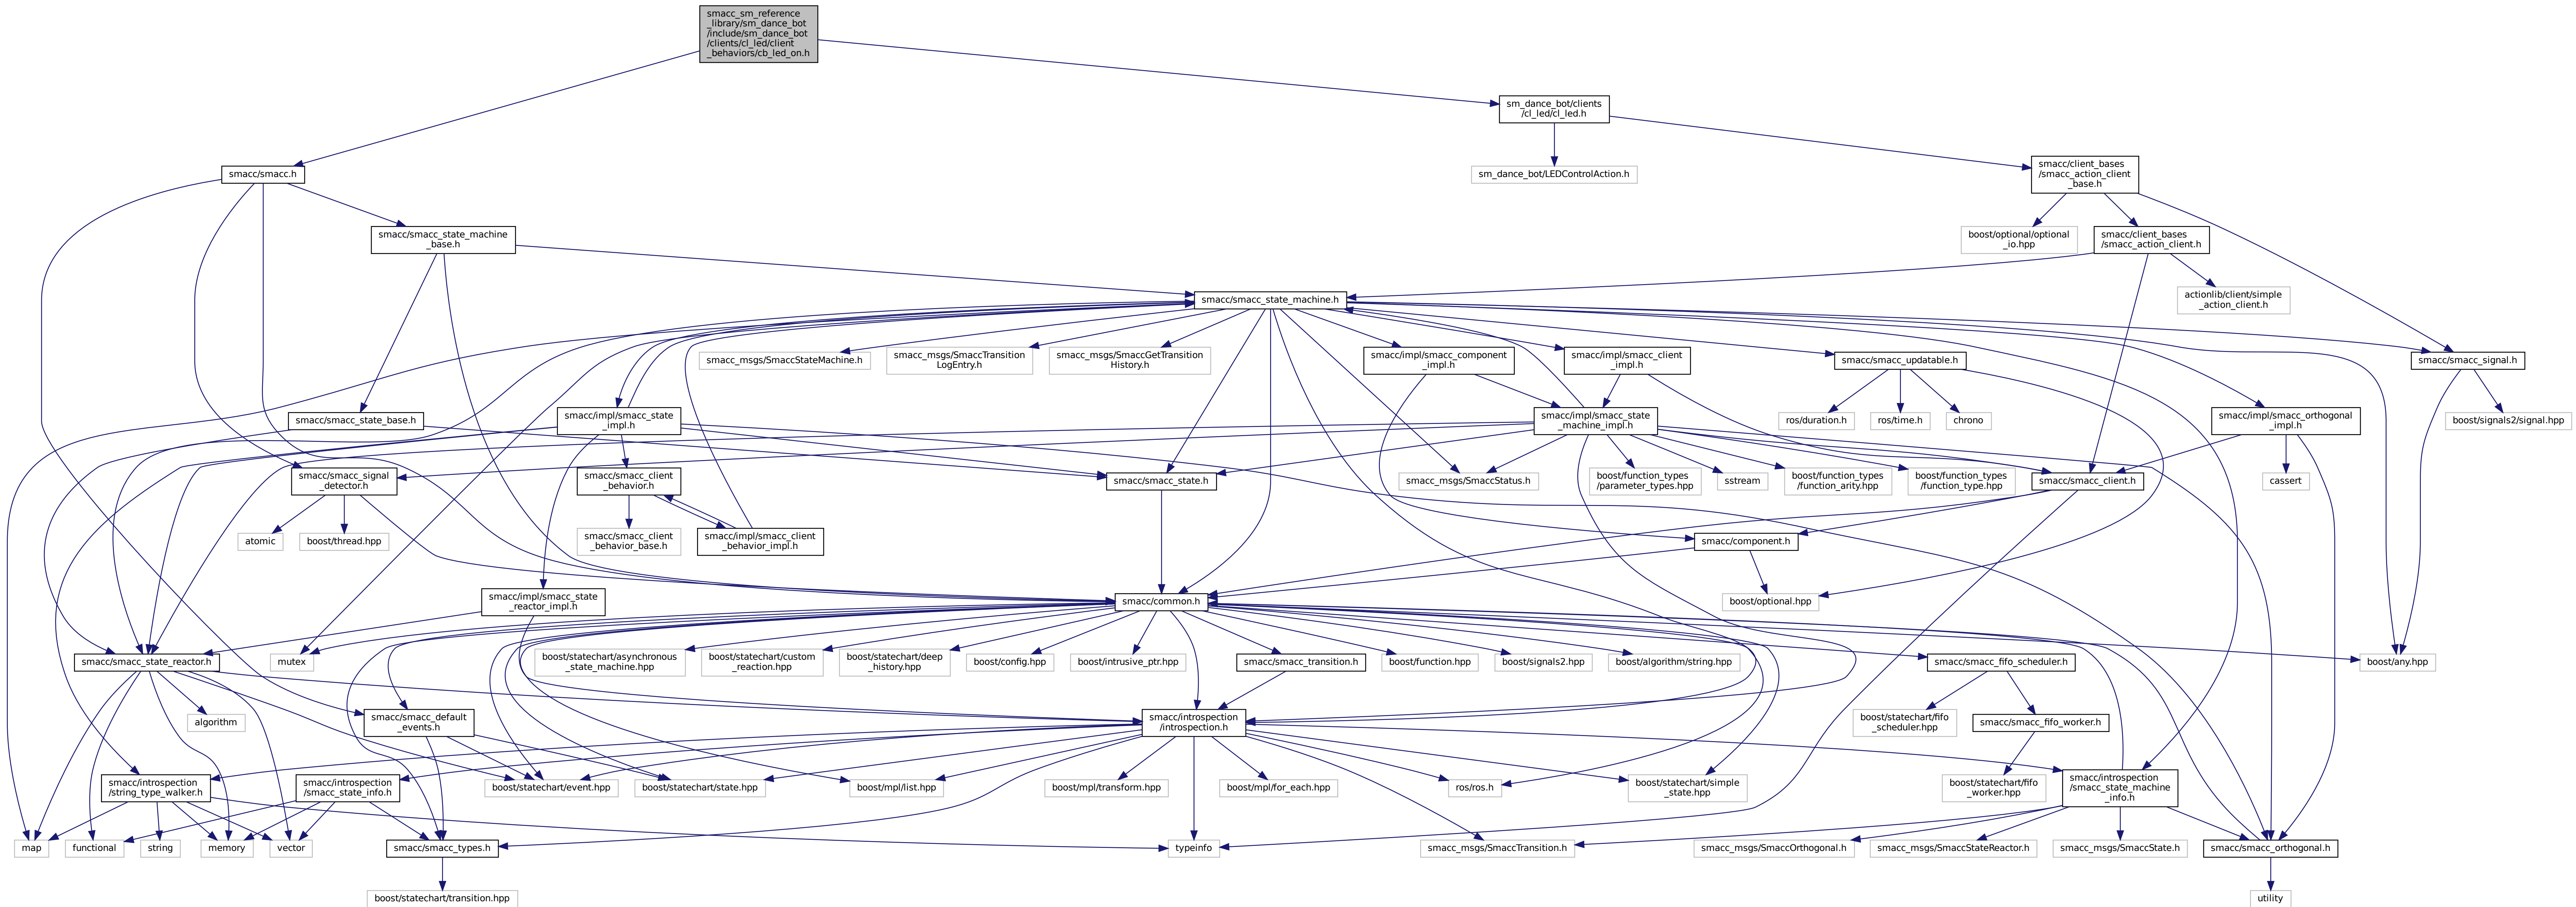 smacc_sm_reference
_library/sm_dance_bot
/include/sm_dance_bot
/clients/cl_led/client
_behaviors/cb_led_on.h
sm_dance_bot/clients
/cl_led/cl_led.h
smacc/smacc.h
sm_dance_bot/LEDControlAction.h
smacc/client_bases
/smacc_action_client
_base.h
smacc/smacc_state_machine
_base.h
boost/optional/optional
_io.hpp
smacc/client_bases
/smacc_action_client.h
smacc/smacc_state_machine.h
actionlib/client/simple
_action_client.h
smacc_msgs/SmaccStateMachine.h
smacc_msgs/SmaccTransition
LogEntry.h
smacc_msgs/SmaccGetTransition
History.h
smacc/impl/smacc_component
_impl.h
smacc/impl/smacc_client
_impl.h
smacc/smacc_updatable.h
smacc/smacc_signal.h
smacc/smacc_state_base.h
smacc/impl/smacc_state
_impl.h
smacc/impl/smacc_state
_machine_impl.h
ros/duration.h
ros/time.h
chrono
smacc/impl/smacc_orthogonal
_impl.h
boost/signals2/signal.hpp
smacc/smacc_signal
_detector.h
smacc/smacc_client
_behavior.h
smacc/smacc_state.h
smacc_msgs/SmaccStatus.h
boost/function_types
/parameter_types.hpp
sstream
boost/function_types
/function_arity.hpp
boost/function_types
/function_type.hpp
smacc/smacc_client.h
cassert
atomic
boost/thread.hpp
smacc/smacc_client
_behavior_base.h
smacc/impl/smacc_client
_behavior_impl.h
smacc/component.h
smacc/impl/smacc_state
_reactor_impl.h
smacc/common.h
boost/optional.hpp
smacc/smacc_state_reactor.h
mutex
boost/statechart/asynchronous
_state_machine.hpp
boost/statechart/custom
_reaction.hpp
boost/statechart/deep
_history.hpp
boost/config.hpp
boost/intrusive_ptr.hpp
smacc/smacc_transition.h
boost/function.hpp
boost/signals2.hpp
boost/algorithm/string.hpp
smacc/smacc_fifo_scheduler.h
boost/any.hpp
algorithm
smacc/smacc_default
_events.h
smacc/introspection
/introspection.h
boost/statechart/fifo
_scheduler.hpp
smacc/smacc_fifo_worker.h
smacc/introspection
/string_type_walker.h
smacc/introspection
/smacc_state_info.h
boost/statechart/event.hpp
boost/statechart/state.hpp
boost/mpl/list.hpp
boost/mpl/transform.hpp
boost/mpl/for_each.hpp
ros/ros.h
boost/statechart/simple
_state.hpp
boost/statechart/fifo
_worker.hpp
smacc/introspection
/smacc_state_machine
_info.h
map
functional
string
memory
vector
smacc/smacc_types.h
typeinfo
smacc_msgs/SmaccTransition.h
smacc_msgs/SmaccOrthogonal.h
smacc_msgs/SmaccStateReactor.h
smacc_msgs/SmaccState.h
smacc/smacc_orthogonal.h
boost/statechart/transition.hpp
utility